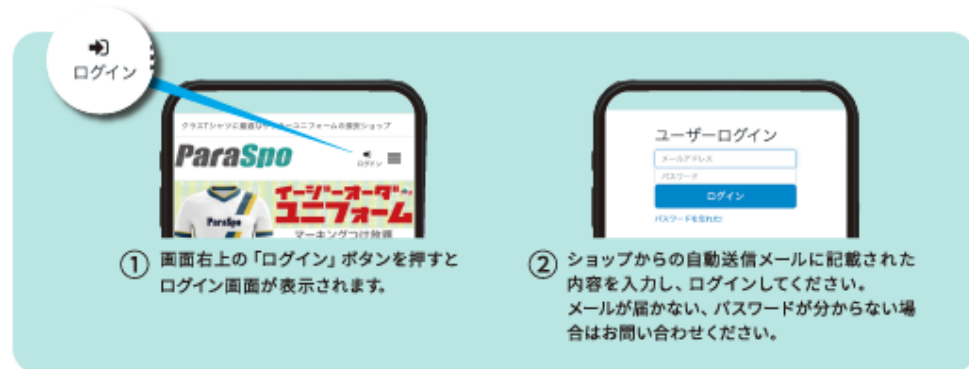 ログイン
クラスTシャツに最適なサッカーユニフォームの激安ショップ
ParaSpo
ログイン
イージーオーダー
ユニフォーム
ParaSpo
マーキングつけ放題
① 画面右上の「ログイン」ボタンを押すと
ログイン画面が表示されます。
ユーザーログイン
メールアドレス
パスワード
ログイン
パスワードを忘れた!
② ショップからの自動送信メールに記載された
内容を入力し、ログインしてください。
メールが届かない、パスワードが分からない場
合はお問い合わせください。